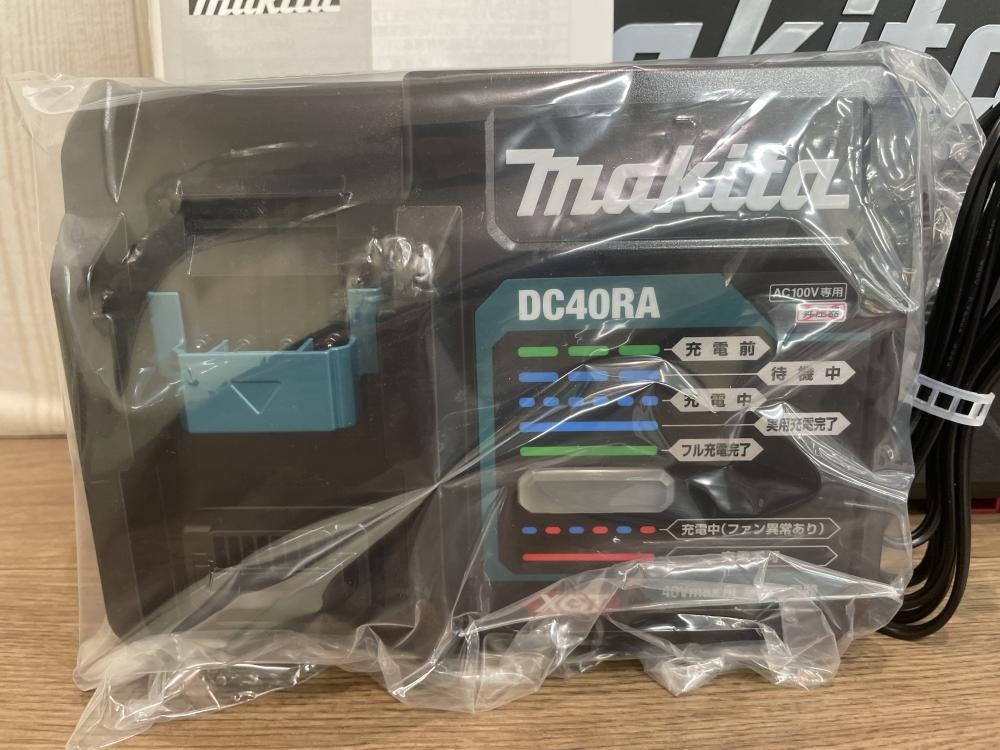 makita
makita
makita
DC40RA
AC100V専用
充電前
待機中
充電中
実用充電完了
フル充電完了
充電中(ファン異常あり)
XGT
40Vmax